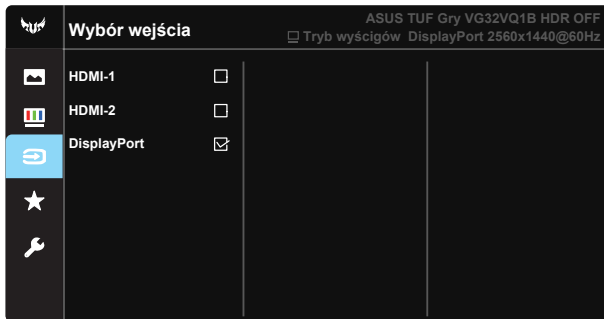 Wybór wejścia
ASUS TUF Gry VG32VQ1B HDR OFF
Tryb wyścigów DisplayPort 2560x1440@60Hz
HDMI-1
HDMI-2
DisplayPort